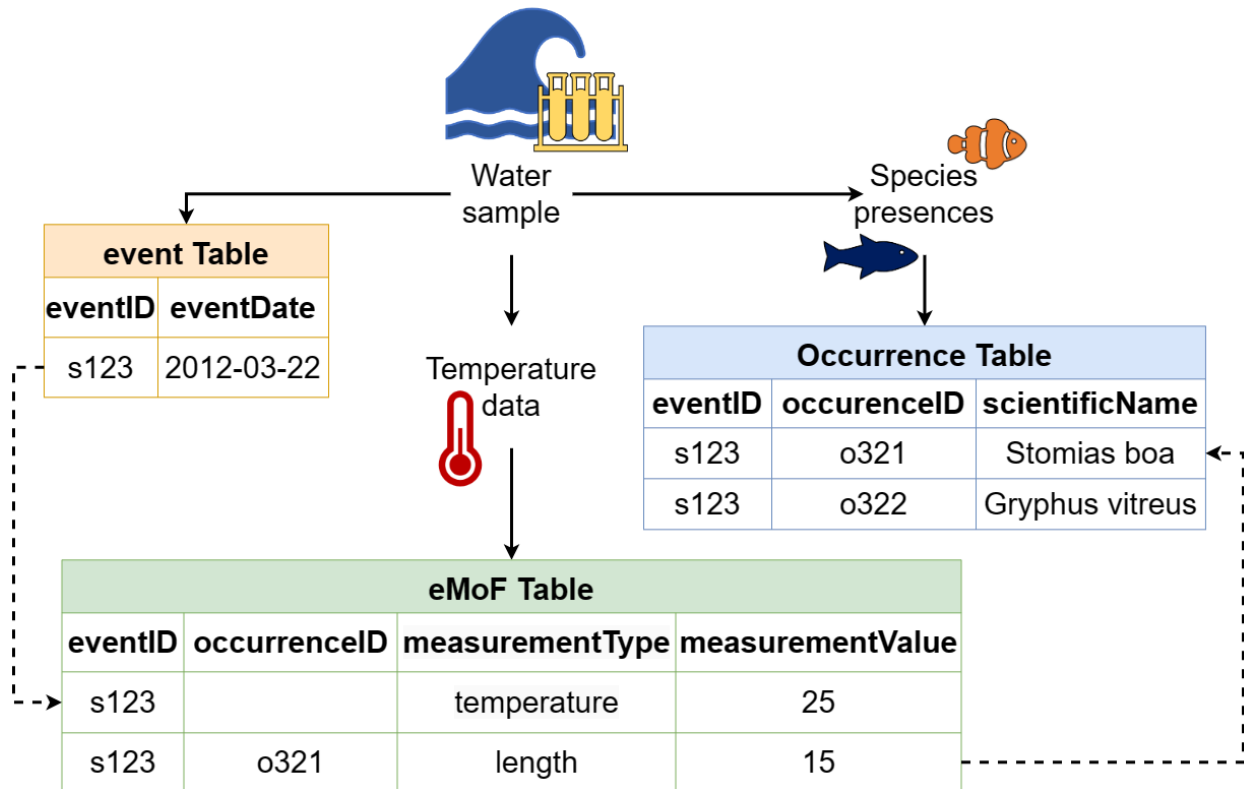 Water
sample
Species
presences
event Table
eventID eventDate
s123 2012-03-22
Temperature
data
Occurrence Table
eventID occurenceID scientificName
s123 o321 Stomias boa
s123 o322 Gryphus vitreus
eMoF Table
eventID occurrenceID measurementType measurementValue
s123 temperature 25
s123 o321 length 15